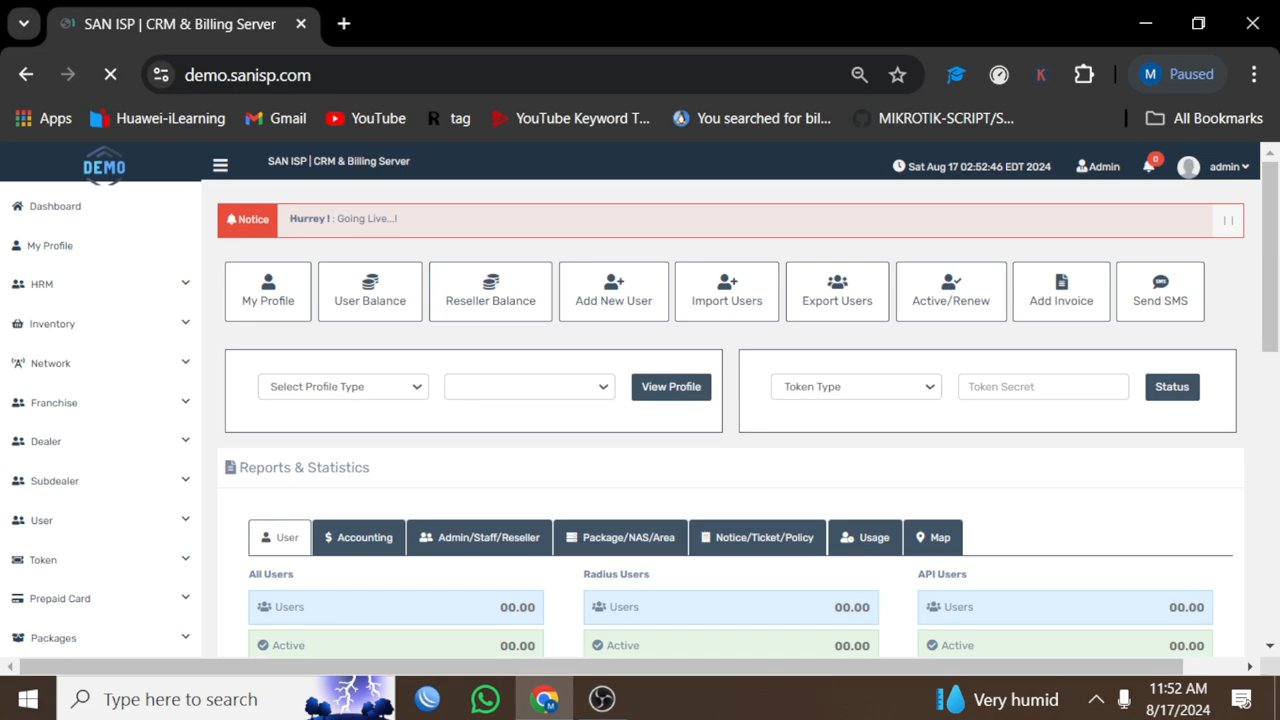 SAN ISP | CRM & Billing Server
demo.sanisp.com
M Paused
Apps
Huawei-iLearning
Gmail
YouTube
R tag
YouTube Keyword T...
You searched for bil...
MIKROTIK-SCRIPT/S...
All Bookmarks
DEMO
SAN ISP | CRM & Billing Server
Sat Aug 17 02:52:46 EDT 2024
Admin
0
admin
Dashboard
My Profile
HRM
Inventory
Network
Franchise
Dealer
Subdealer
User
Token
Prepaid Card
Packages
Notice
Hurrey ! : Going Live...!
My Profile
User Balance
Reseller Balance
Add New User
Import Users
Export Users
Active/Renew
Add Invoice
SMS
Send SMS
Select Profile Type
View Profile
Token Type
Token Secret
Status
Reports & Statistics
User
$ Accounting
Admin/Staff/Reseller
Package/NAS/Area
Notice/Ticket/Policy
Usage
Map
All Users
Users 00.00
Active 00.00
Radius Users
Users 00.00
Active 00.00
API Users
Users 00.00
Active 00.00
Type here to search
M
Very humid
11:52 AM
8/17/2024